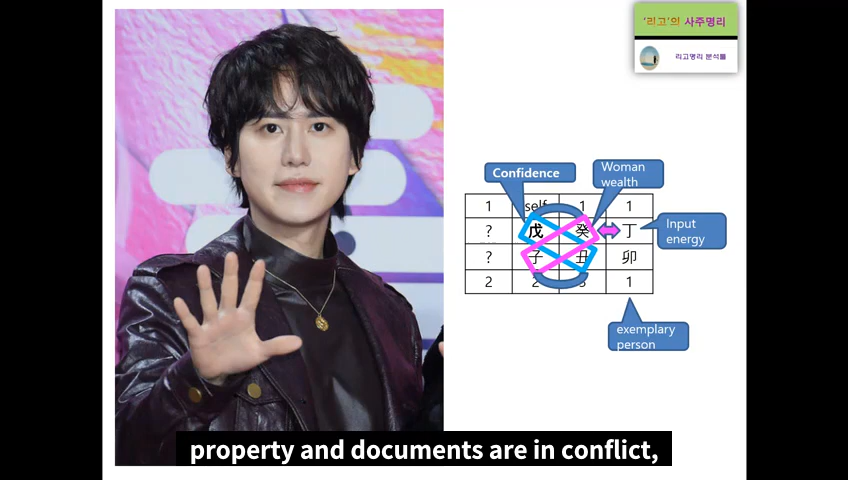 '리고'의 사주명리
리고명리 분석툴
Confidence
Woman
wealth
1 self 1 1
? 戊 癸 丁
Input
energy
? 子 丑 卯
2 2 3 1
exemplary
person
property and documents are in conflict,